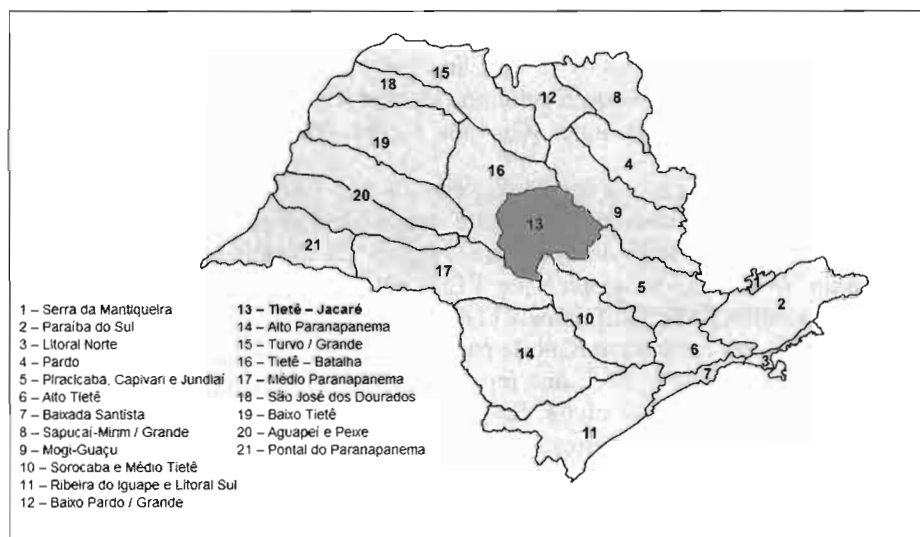 15
18
12
8
19
16
4
20
13
9
21
17
5
1
2
10
14
6
3
7
11
1 – Serra da Mantiqueira
2 – Paraíba do Sul
3 – Litoral Norte
4 – Pardo
5 – Piracicaba, Capivari e Jundiaí
6 – Alto Tietê
7 – Baixada Santista
8 – Sapucaí-Mirim / Grande
9 – Mogi-Guaçu
10 – Sorocaba e Médio Tietê
11 – Ribeira do Iguape e Litoral Sul
12 – Baixo Pardo / Grande
13 – Tietê – Jacaré
14 – Alto Paranapanema
15 – Turvo / Grande
16 – Tietê – Batalha
17 – Médio Paranapanema
18 – São José dos Dourados
19 – Baixo Tietê
20 – Aguapeí e Peixe
21 – Pontal do Paranapanema